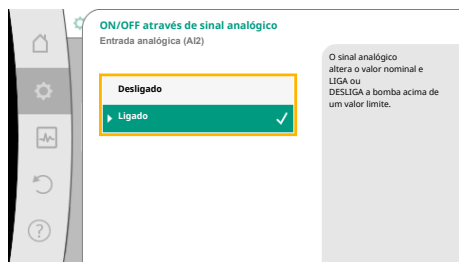 ON/OFF através de sinal analógico
Entrada analógica (AI2)
Desligado
Ligado
O sinal analógico
altera o valor nominal e
LIGA ou
DESLIGA a bomba acima de
um valor limite.
?